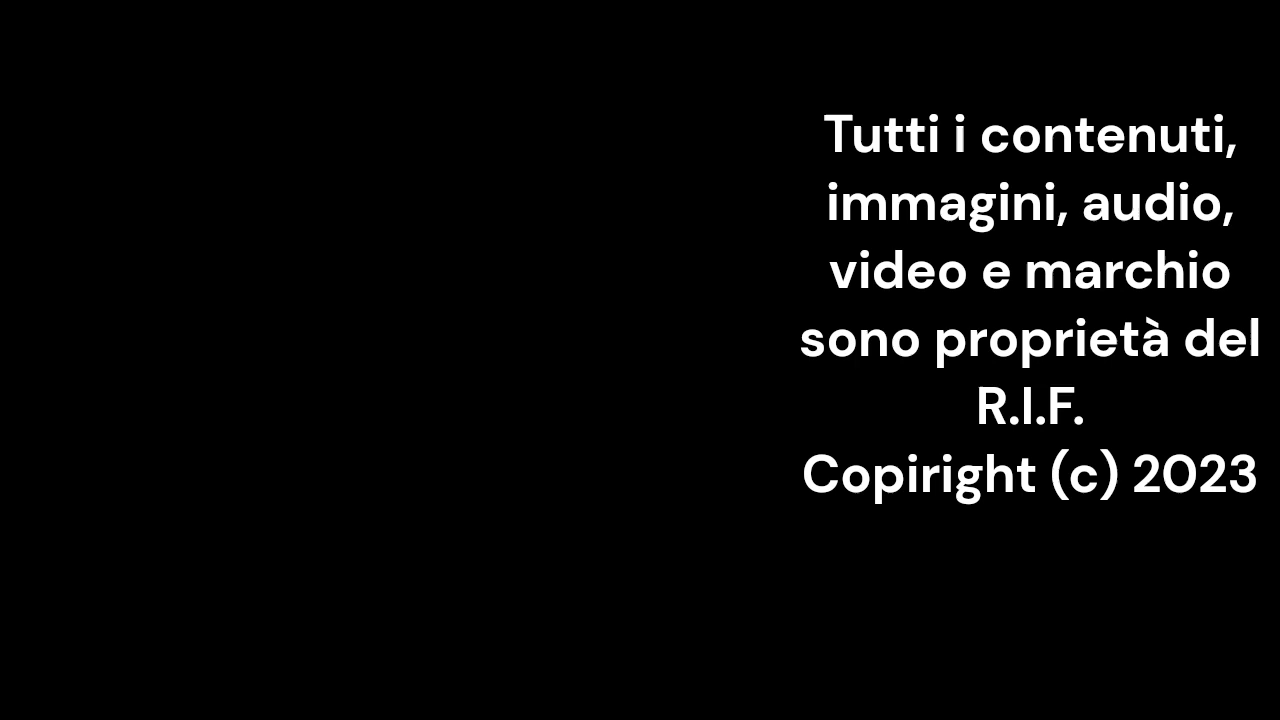 Tutti i contenuti,
immagini, audio,
video e marchio
sono proprietà del
R.I.F.
Copiright (c) 2023